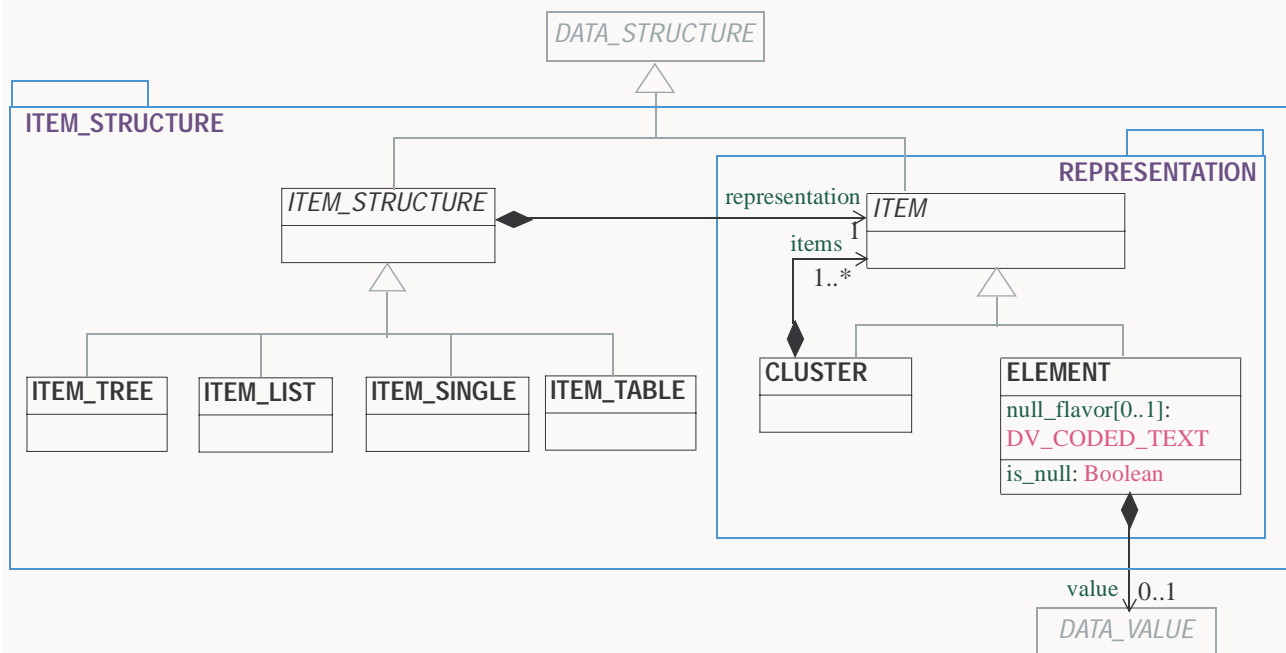 DATA_STRUCTURE
ITEM_STRUCTURE
REPRESENTATION
ITEM_STRUCTURE
representation
ITEM
1
items
1..*
ITEM_TREE
ITEM_LIST
ITEM_SINGLE
ITEM_TABLE
CLUSTER
ELEMENT
null_flavor[0..1]:
DV_CODED_TEXT
is_null: Boolean
value
0..1
DATA_VALUE